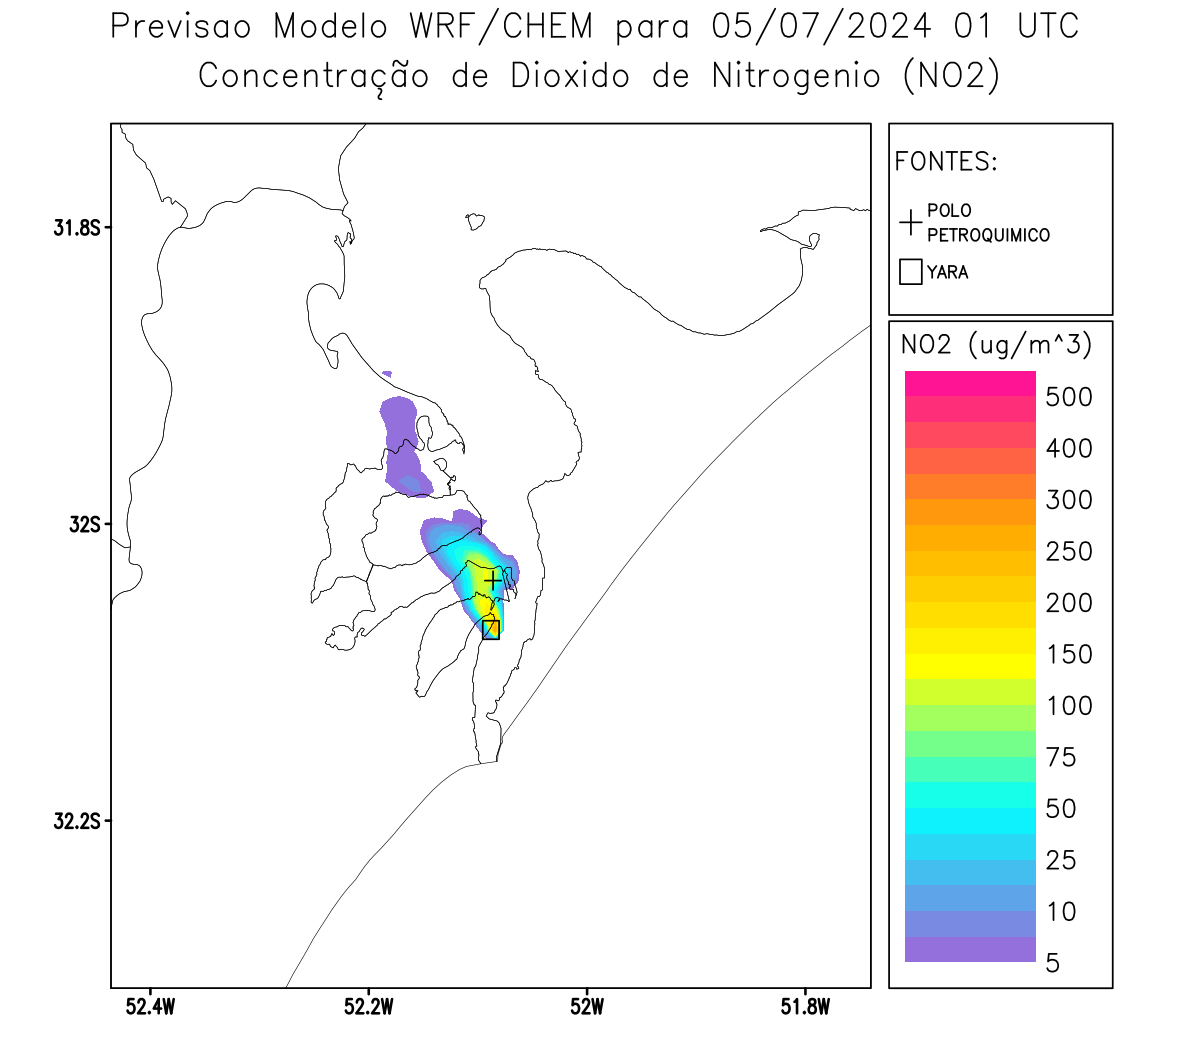 Previsao Modelo WRF/CHEM para 05/07/2024 01 UTC
Concentração de Dioxido de Nitrogenio (NO2)
FONTES:
POLO
PETROQUIMICO
YARA
NO2 (ug/m^3)
500
400
300
250
200
150
100
75
50
25
10
5
31.8S
32S
32.2S
52.4W
52.2W
52W
51.8W